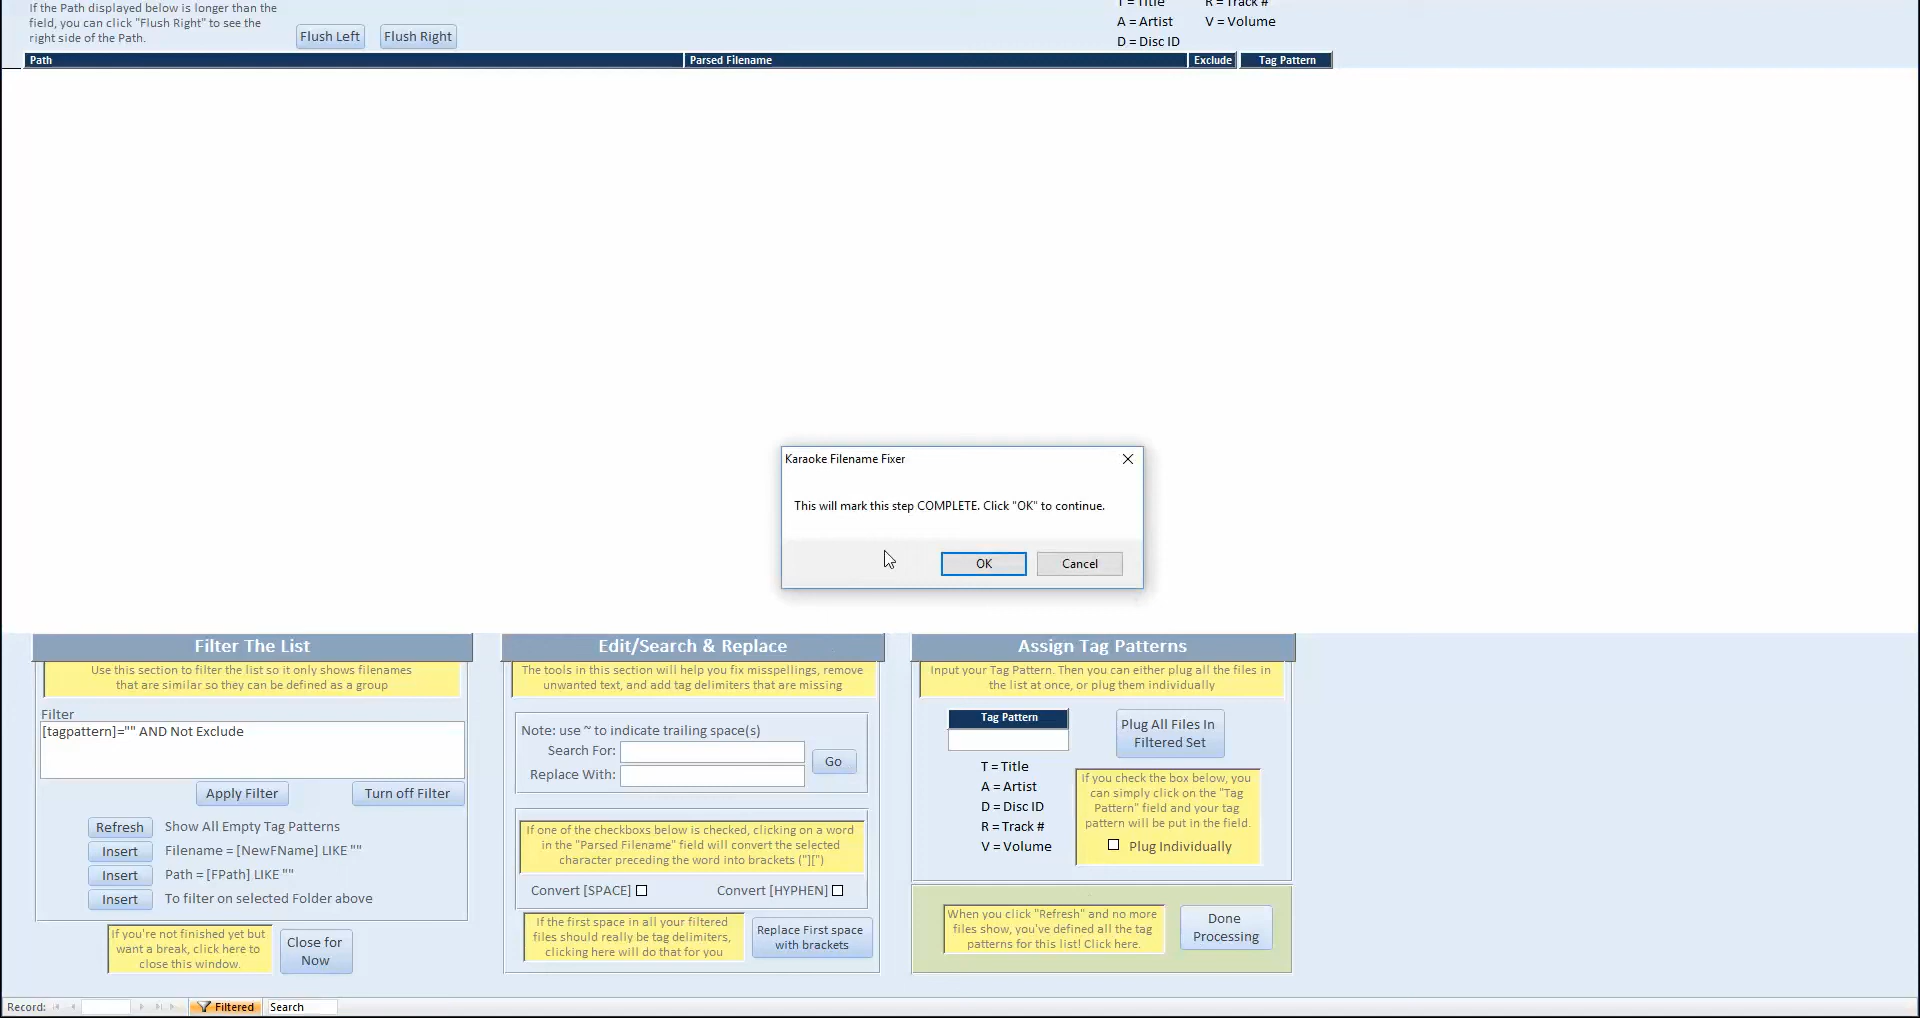 If the Path displayed below is longer than the
field, you can click "Flush Right" to see the
right side of the Path.
Flush Left
Flush Right
T = Title
R = Track #
A = Artist
V = Volume
D = Disc ID
Path
Parsed Filename
Exclude
Tag Pattern
Karaoke Filename Fixer
This will mark this step COMPLETE. Click "OK" to continue.
OK
Cancel
Filter The List
Use this section to filter the list so it only shows filenames
that are similar so they can be defined as a group
Filter
[tagpattern]="" AND Not Exclude
Apply Filter
Turn off Filter
Refresh
Show All Empty Tag Patterns
Insert
Filename = [NewFName] LIKE ""
Insert
Path = [FPath] LIKE ""
Insert
To filter on selected Folder above
If you're not finished yet but
want a break, click here to
close this window.
Close for
Now
Edit/Search & Replace
The tools in this section will help you fix misspellings, remove
unwanted text, and add tag delimiters that are missing
Note: use ~ to indicate trailing space(s)
Search For:
Replace With:
Go
If one of the checkboxes below is checked, clicking on a word
in the "Parsed Filename" field will convert the selected
character preceding the word into brackets ("][")
Convert [SPACE]
Convert [HYPHEN]
If the first space in all your filtered
files should really be tag delimiters,
clicking here will do that for you
Replace First space
with brackets
Assign Tag Patterns
Input your Tag Pattern. Then you can either plug all the files in
the list at once, or plug them individually
Tag Pattern
Plug All Files In
Filtered Set
T = Title
A = Artist
D = Disc ID
R = Track #
V = Volume
If you check the box below, you
can simply click on the "Tag
Pattern" field and your tag
pattern will be put in the field.
Plug Individually
When you click "Refresh" and no more
files show, you've defined all the tag
patterns for this list! Click here.
Done
Processing
Record:
Filtered
Search